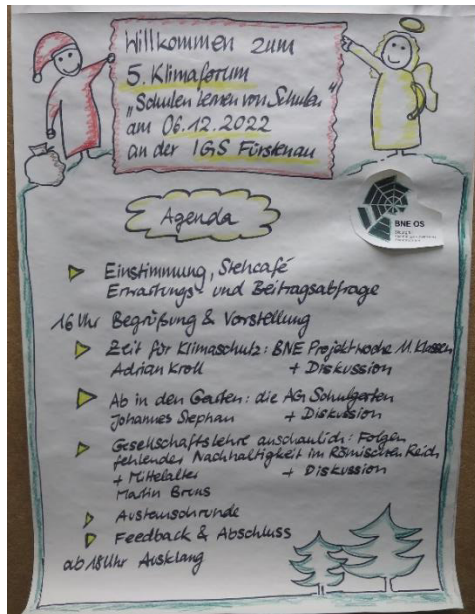 Willkommen zum
5. Klimaforum
„Schulen lernen von Schulen"
am 06.12.2022
an der IGS Fürstenau
Agenda
BNE OS
Einstimmung, Stehcafé
Erwartungs- und Beitragsabfrage
16 Uhr Begrüßung & Vorstellung
Zeit für Klimaschutz: BNE Projektwoche 11. Klassen
Adrian Kroll + Diskussion
Ab in den Garten: die AG Schulgarten
Johannes Stephan + Diskussion
Gesellschaftslehre anschaulich: Folgen
fehlender Nachhaltigkeit im Römischen Reich
+ Mittelalter + Diskussion
Martin Bruns
Austauschrunde
Feedback & Abschluss
ab 18 Uhr Ausklang